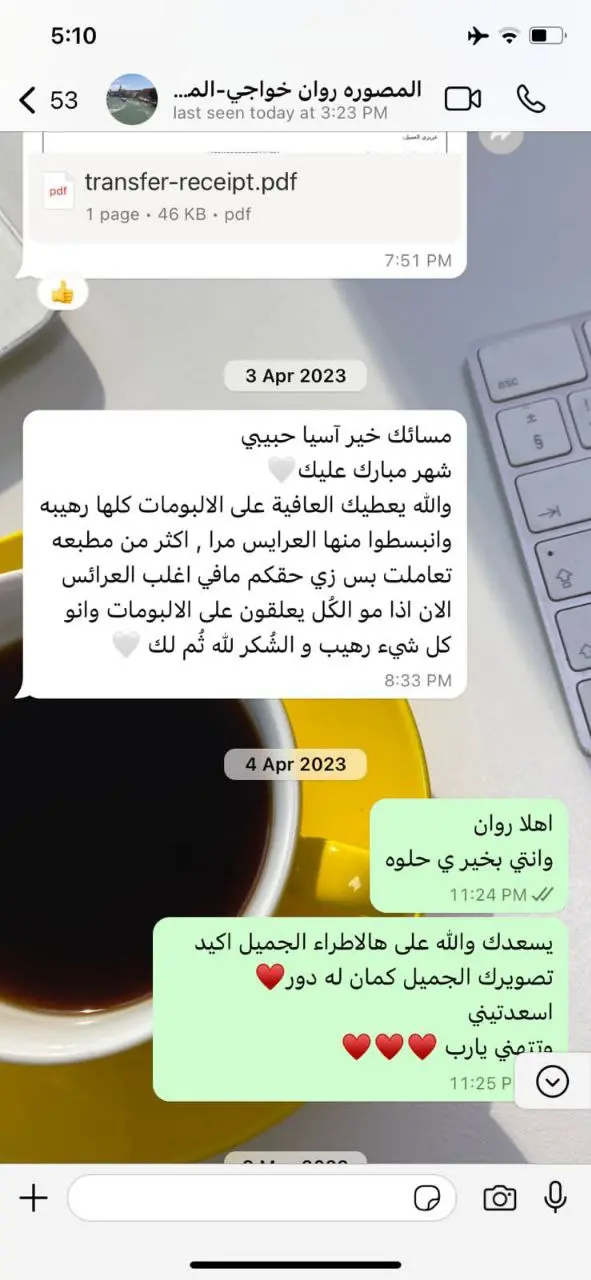 5:10
53
المصوره روان خواجي-الم...
last seen today at 3:23 PM
عزيزي العميل،
pdf
transfer-receipt.pdf
1 page • 46 KB • pdf
7:51 PM
👍
3 Apr 2023
مسائك خير آسيا حبيبي
شهر مبارك عليك🤍
والله يعطيك العافية على الالبومات كلها رهيبه
وانبسطوا منها العرايس مرا , اكثر من مطبعه
تعاملت بس زي حقكم مافي اغلب العرائس
الان اذا مو الكُل يعلقون على الالبومات وانو
كل شيء رهيب و الشُكر لله ثُم لك 🤍
8:33 PM
4 Apr 2023
اهلا روان
وانتي بخير ي حلوه
11:24 PM
يسعدك والله على هالاطراء الجميل اكيد
تصويرك الجميل كمان له دور♥️
اسعدتيني
وتتهني يارب ♥️♥️♥️
11:25 P
esc